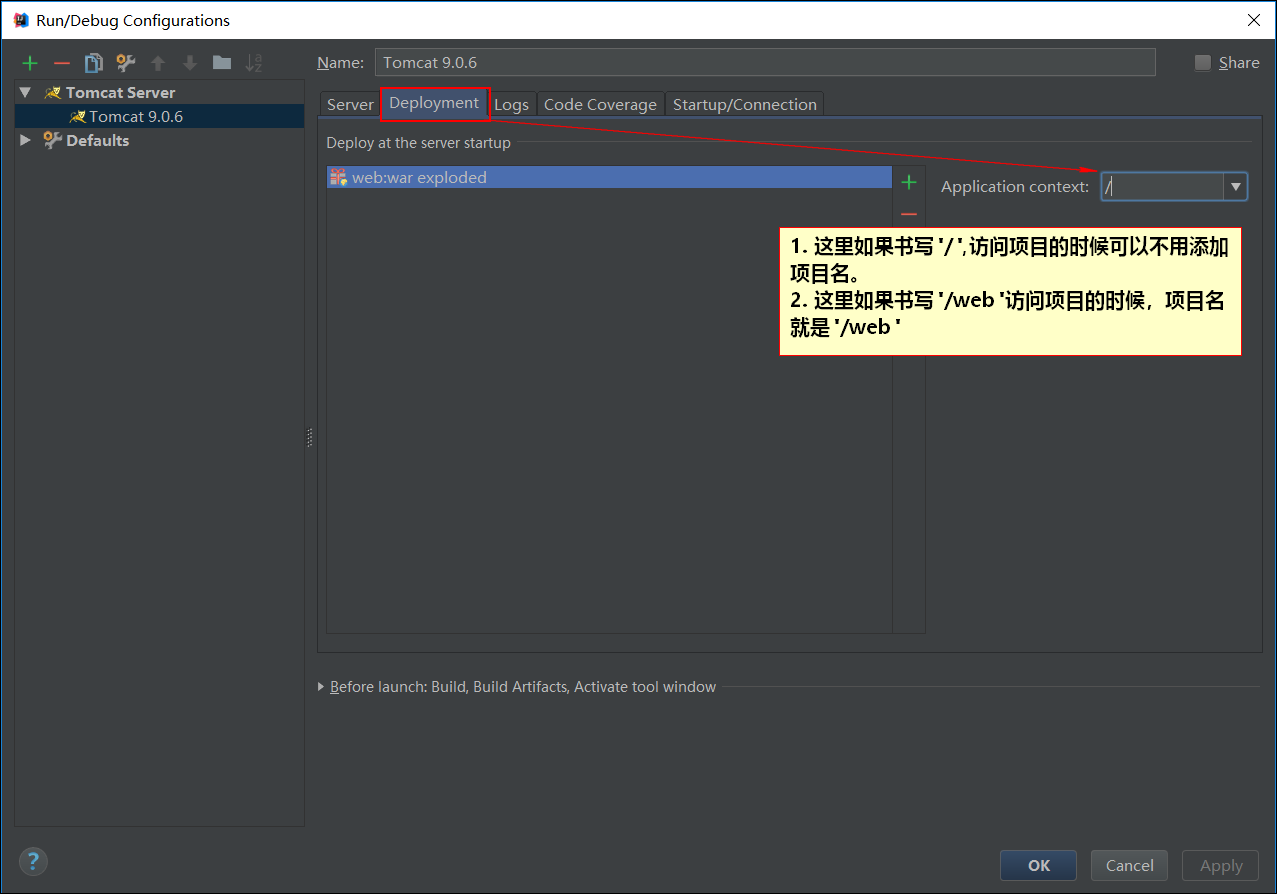 Run/Debug Configurations
Name: Tomcat 9.0.6
Share
Tomcat Server
Tomcat 9.0.6
Defaults
Server Deployment Logs Code Coverage Startup/Connection
Deploy at the server startup
web:war exploded
Application context: /
1. 这里如果书写 '/ ',访问项目的时候可以不用添加
项目名。
2. 这里如果书写 '/web '访问项目的时候，项目名
就是 '/web '
Before launch: Build, Build Artifacts, Activate tool window
?
OK
Cancel
Apply